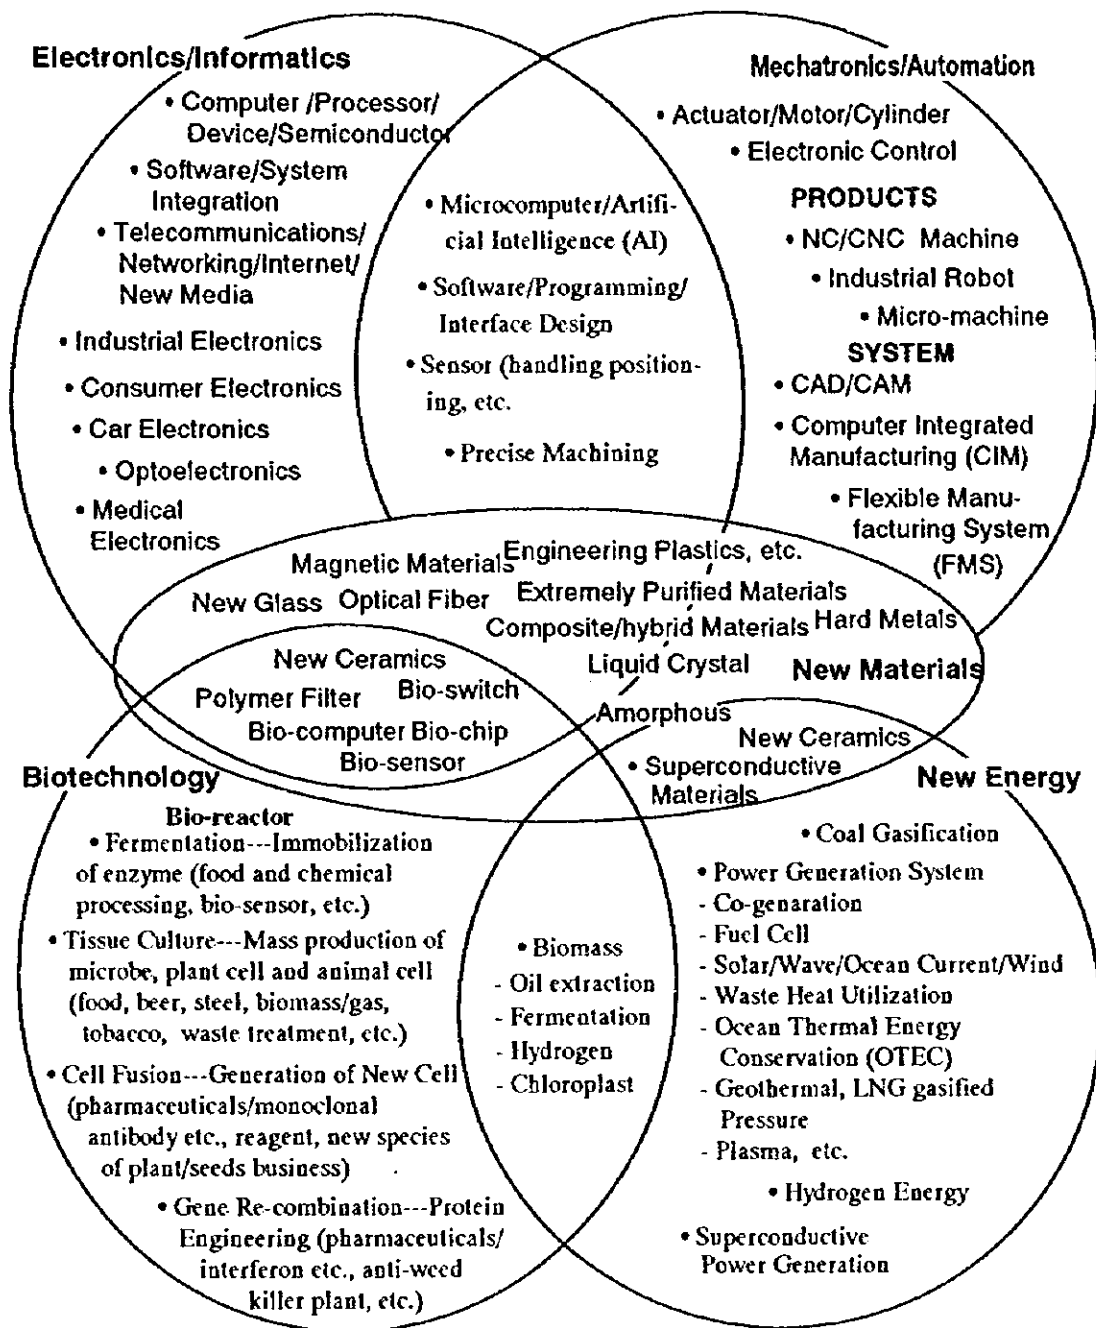 Electronics/Informatics
• Computer /Processor/
Device/Semiconductor
• Software/System
Integration
• Telecommunications/
Networking/Internet/
New Media
• Industrial Electronics
• Consumer Electronics
• Car Electronics
• Optoelectronics
• Medical
Electronics
• Microcomputer/Artifi-
cial Intelligence (AI)
• Software/Programming/
Interface Design
• Sensor (handling position-
ing, etc.
• Precise Machining
Mechatronics/Automation
• Actuator/Motor/Cylinder
• Electronic Control
PRODUCTS
• NC/CNC Machine
• Industrial Robot
• Micro-machine
SYSTEM
• CAD/CAM
• Computer Integrated
Manufacturing (CIM)
• Flexible Manu-
facturing System
(FMS)
Magnetic Materials
Engineering Plastics, etc.
New Glass
Optical Fiber
Extremely Purified Materials
Composite/hybrid Materials
Hard Metals
Liquid Crystal
New Materials
Amorphous
New Ceramics
Polymer Filter
Bio-switch
Bio-computer Bio-chip
Bio-sensor
New Ceramics
• Superconductive
Materials
Biotechnology
Bio-reactor
• Fermentation---Immobilization
of enzyme (food and chemical
processing, bio-sensor, etc.)
• Tissue Culture---Mass production of
microbe, plant cell and animal cell
(food, beer, steel, biomass/gas,
tobacco, waste treatment, etc.)
• Cell Fusion---Generation of New Cell
(pharmaceuticals/monoclonal
antibody etc., reagent, new species
of plant/seeds business)
• Gene Re-combination---Protein
Engineering (pharmaceuticals/
interferon etc., anti-weed
killer plant, etc.)
• Biomass
- Oil extraction
- Fermentation
- Hydrogen
- Chloroplast
New Energy
• Coal Gasification
• Power Generation System
- Co-genaration
- Fuel Cell
- Solar/Wave/Ocean Current/Wind
- Waste Heat Utilization
- Ocean Thermal Energy
Conservation (OTEC)
- Geothermal, LNG gasified
Pressure
- Plasma, etc.
• Hydrogen Energy
• Superconductive
Power Generation